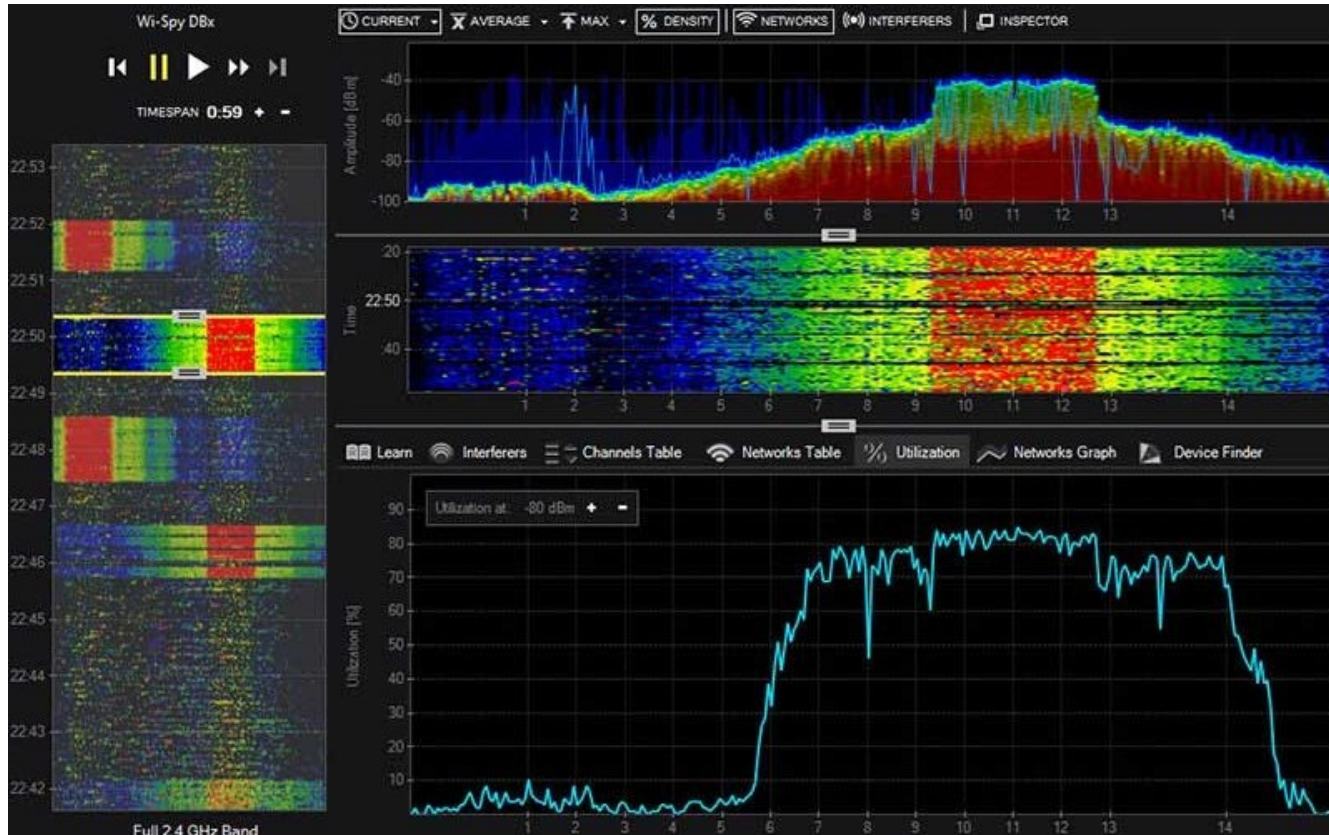 Wi-Spy DBx
TIMESPAN 0:59 + -
22:53
22:52
22:51
22:50
22:49
22:48
22:47
22:46
22:45
22:44
22:43
22:42
Full 2.4 GHz Band
CURRENT AVERAGE MAX % DENSITY NETWORKS INTERFERERS INSPECTOR
Amplitude [dBm]
-40
-60
-80
-100
1 2 3 4 5 6 7 8 9 10 11 12 13 14
Time
20
22:50
40
1 2 3 4 5 6 7 8 9 10 11 12 13 14
Learn Interferers Channels Table Networks Table Utilization Networks Graph Device Finder
Utilization at: -80 dBm + -
Utilization [%]
90
80
70
60
50
40
30
20
10
1 2 3 4 5 6 7 8 9 10 11 12 13 14